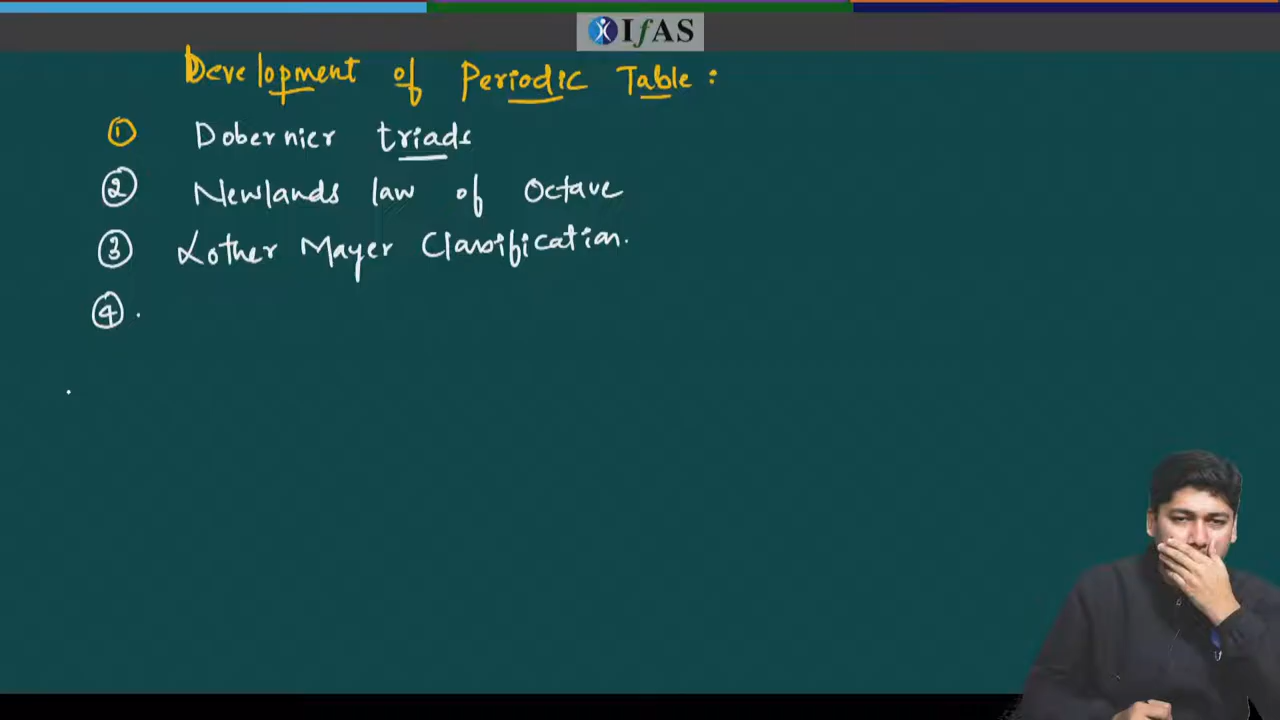 IfAS
Development of Periodic Table :
① Dobernier triads
② Newlands law of Octave
③ Lother Mayer Classification.
④ .